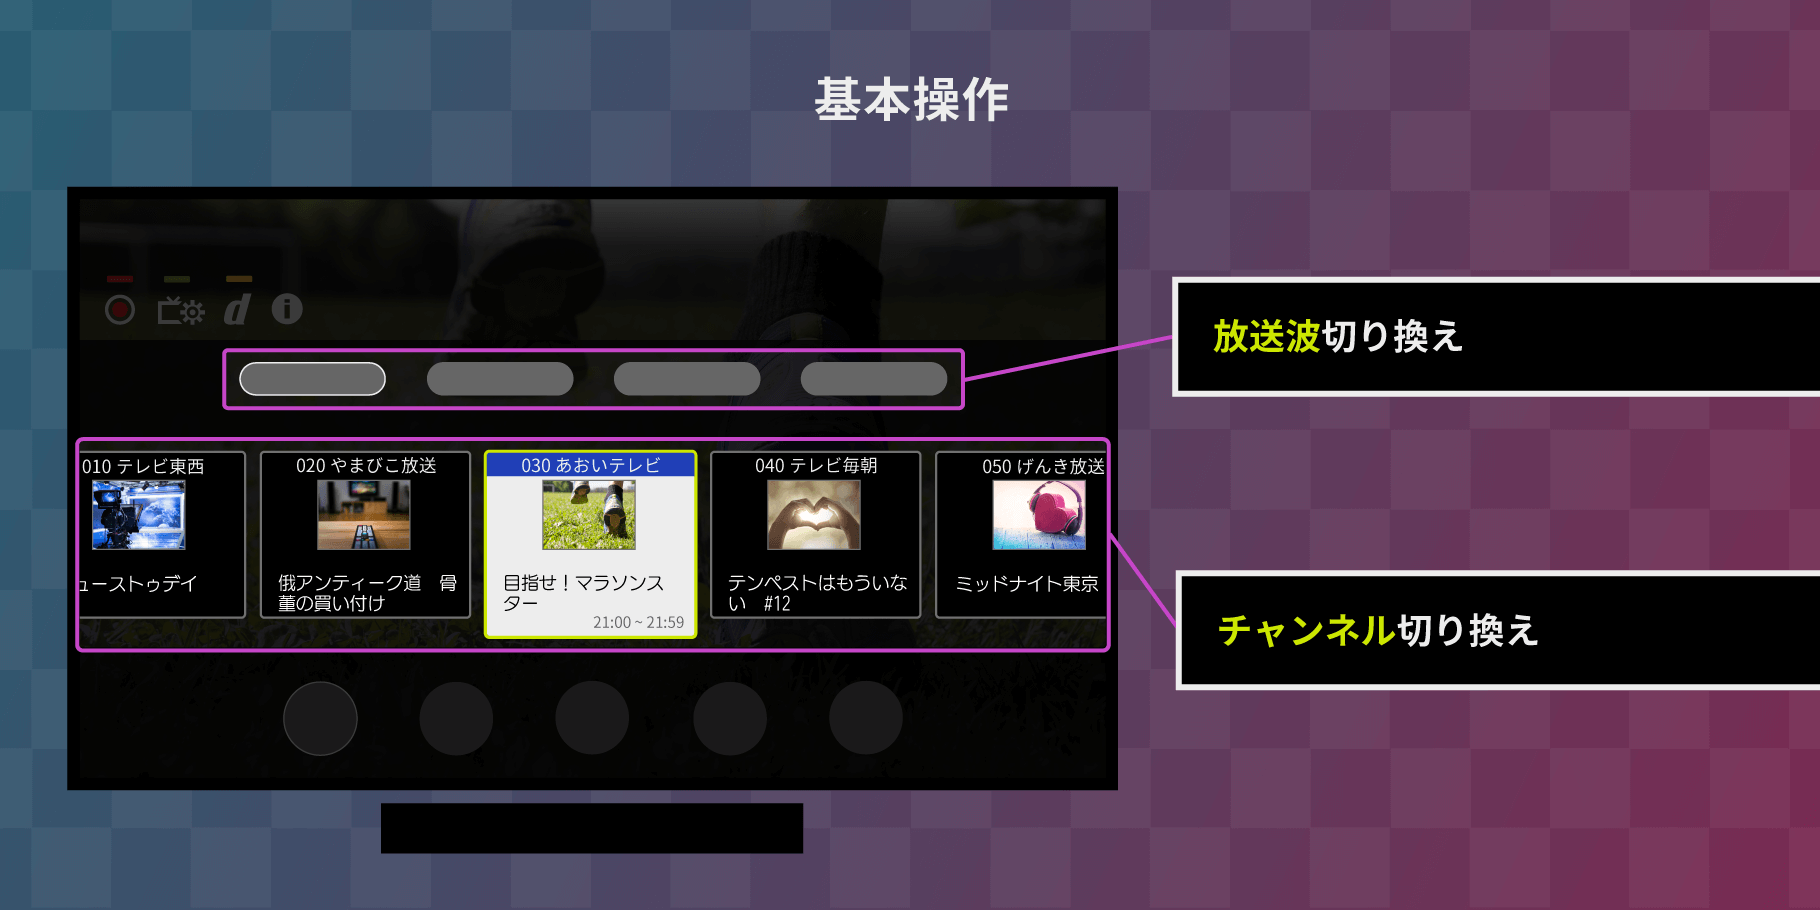 基本操作
放送波切り換え
010 テレビ東西
020 やまびこ放送
030 あおいテレビ
040 テレビ毎朝
050 げんき放送
ューストゥデイ
俄アンティーク道　骨
董の買い付け
目指せ！マラソンス
ター
21:00 ~ 21:59
テンペストはもういな
い　#12
ミッドナイト東京
チャンネル切り換え